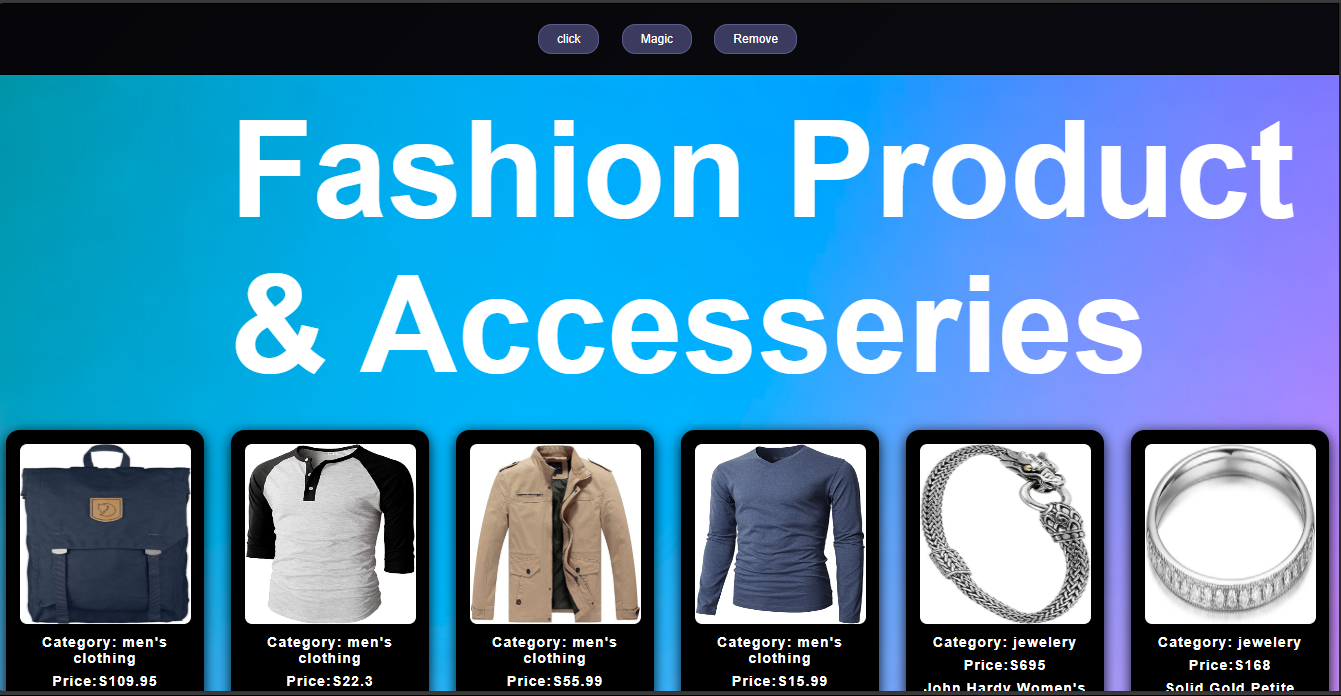 click Magic Remove
Fashion Product
& Accesseries
Category: men's
clothing
Price:$109.95
Category: men's
clothing
Price:$22.3
Category: men's
clothing
Price:$55.99
Category: men's
clothing
Price:$15.99
Category: jewelery
Price:$695
John Hardy Women's
Category: jewelery
Price:$168
Solid Gold Petite